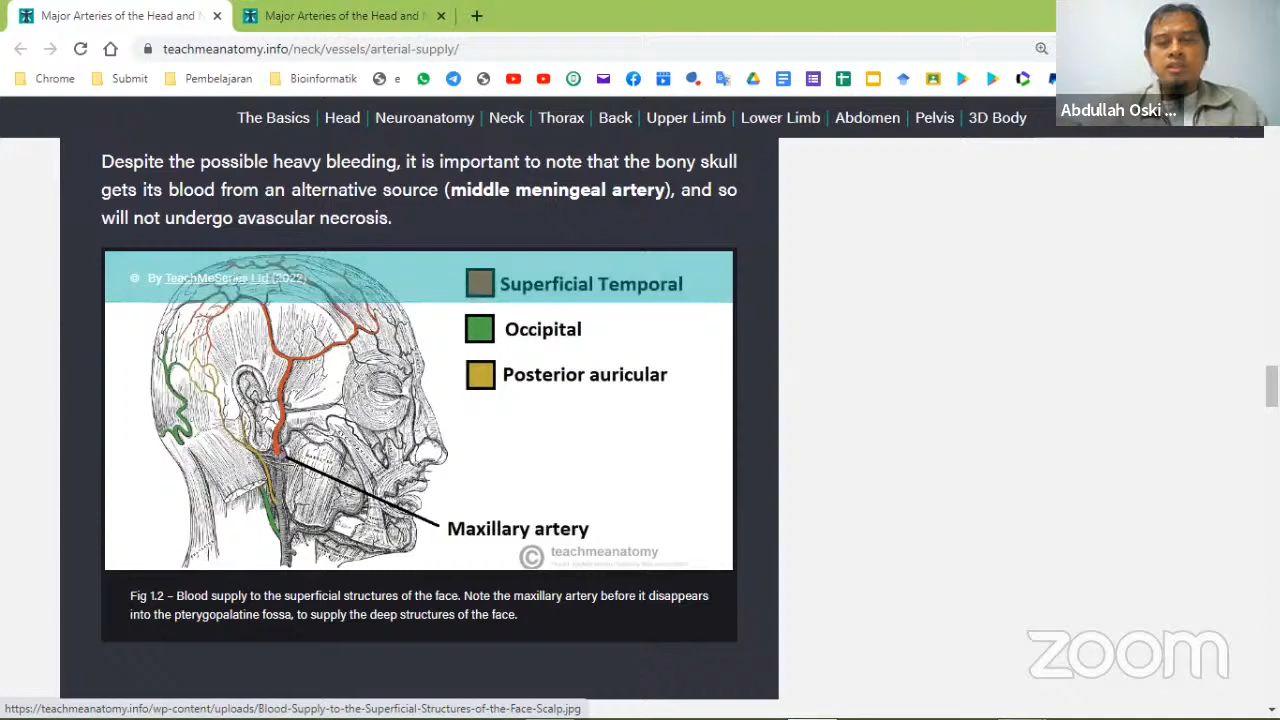 Major Arteries of the Head and N
Major Arteries of the Head and N
teachmeanatomy.info/neck/vessels/arterial-supply/
Chrome
Submit
Pembelajaran
Bioinformatik
e
Abdullah Oski ...
The Basics | Head | Neuroanatomy | Neck | Thorax | Back | Upper Limb | Lower Limb | Abdomen | Pelvis | 3D Body
Despite the possible heavy bleeding, it is important to note that the bony skull
gets its blood from an alternative source (middle meningeal artery), and so
will not undergo avascular necrosis.
By TeachMeSeries Ltd (2022)
Superficial Temporal
Occipital
Posterior auricular
Maxillary artery
© teachmeanatomy
Fig 1.2 – Blood supply to the superficial structures of the face. Note the maxillary artery before it disappears
into the pterygopalatine fossa, to supply the deep structures of the face.
zoom
https://teachmeanatomy.info/wp-content/uploads/Blood-Supply-to-the-Superficial-Structures-of-the-Face-Scalp.jpg